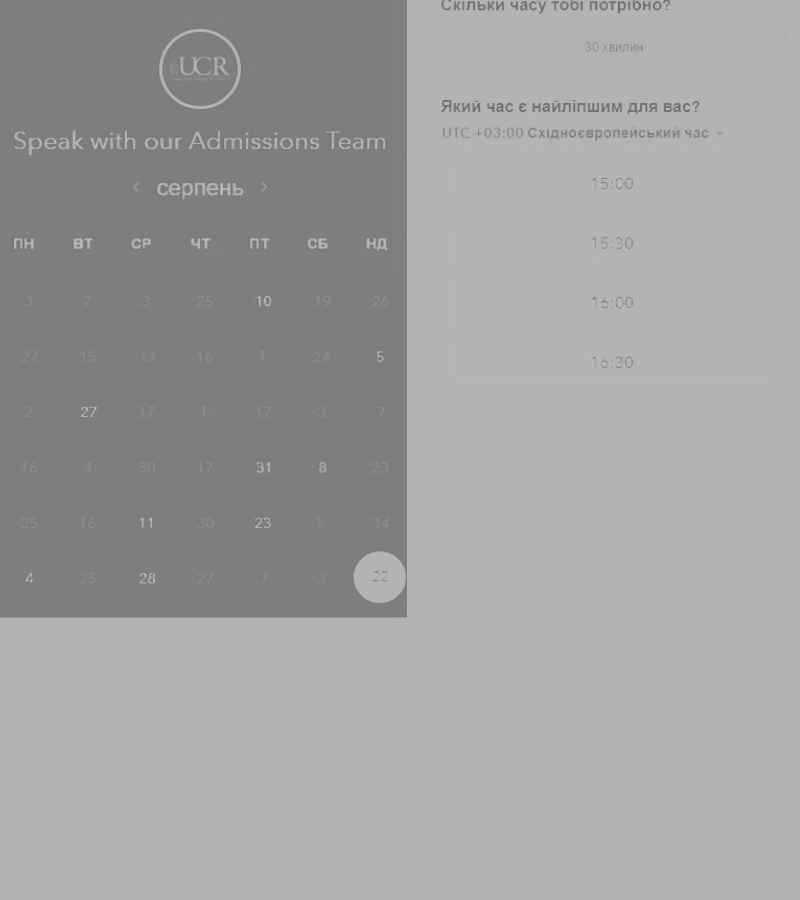 UCR
Speak with our Admissions Team
серпень
ПН ВТ СР ЧТ ПТ СБ НД
3 2 3 25 10 19 26
27 15 13 16 1 24 5
2 27 17 1 17 3 7
16 4 30 17 31 8 23
25 16 11 30 23 5 14
4 25 28 27 7 3 22
Скільки часу тобі потрібно?
30 хвилин
Який час є найліпшим для вас?
UTC +03:00 Східноєвропейський час
15:00
15:30
16:00
16:30